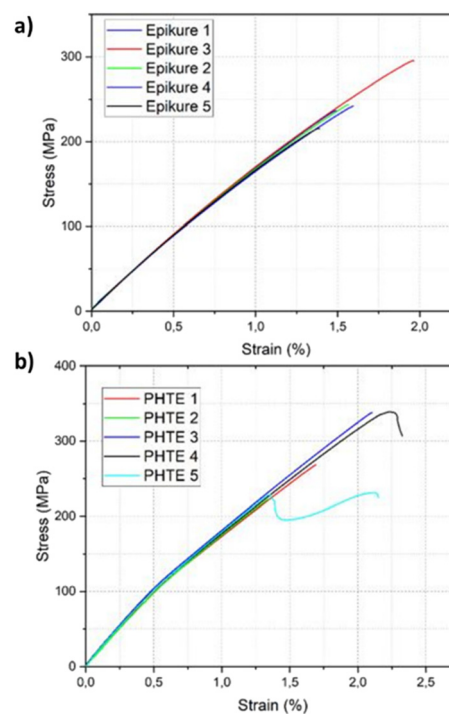 a)
Epikure 1
Epikure 3
Epikure 2
Epikure 4
Epikure 5
300
200
100
0
Stress (MPa)
0,0 0,5 1,0 1,5 2,0
Strain (%)
b)
PHTE 1
PHTE 2
PHTE 3
PHTE 4
PHTE 5
400
300
200
100
0
Stress (MPa)
0,0 0,5 1,0 1,5 2,0 2,5
Strain (%)